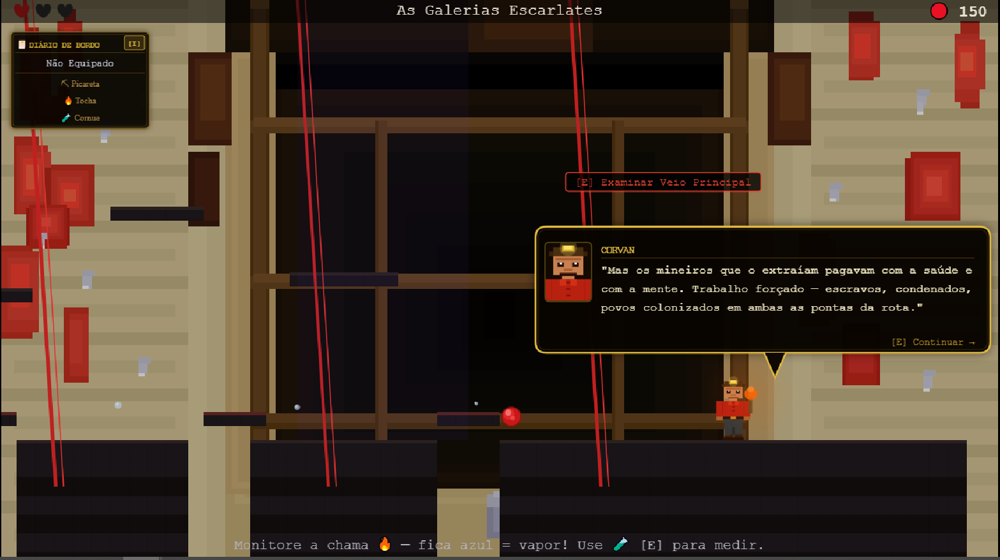 As Galerias Escarlates
150
DIÁRIO DE BORDO
[I]
Não Equipado
Picareta
Tocha
Cornue
[E] Examinar Veio Principal
CORVAN
"Mas os mineiros que o extraíam pagavam com a saúde e
com a mente. Trabalho forçado — escravos, condenados,
povos colonizados em ambas as pontas da rota."
[E] Continuar →
Monitore a chama 🔥 — fica azul = vapor! Use 🧪 [E] para medir.